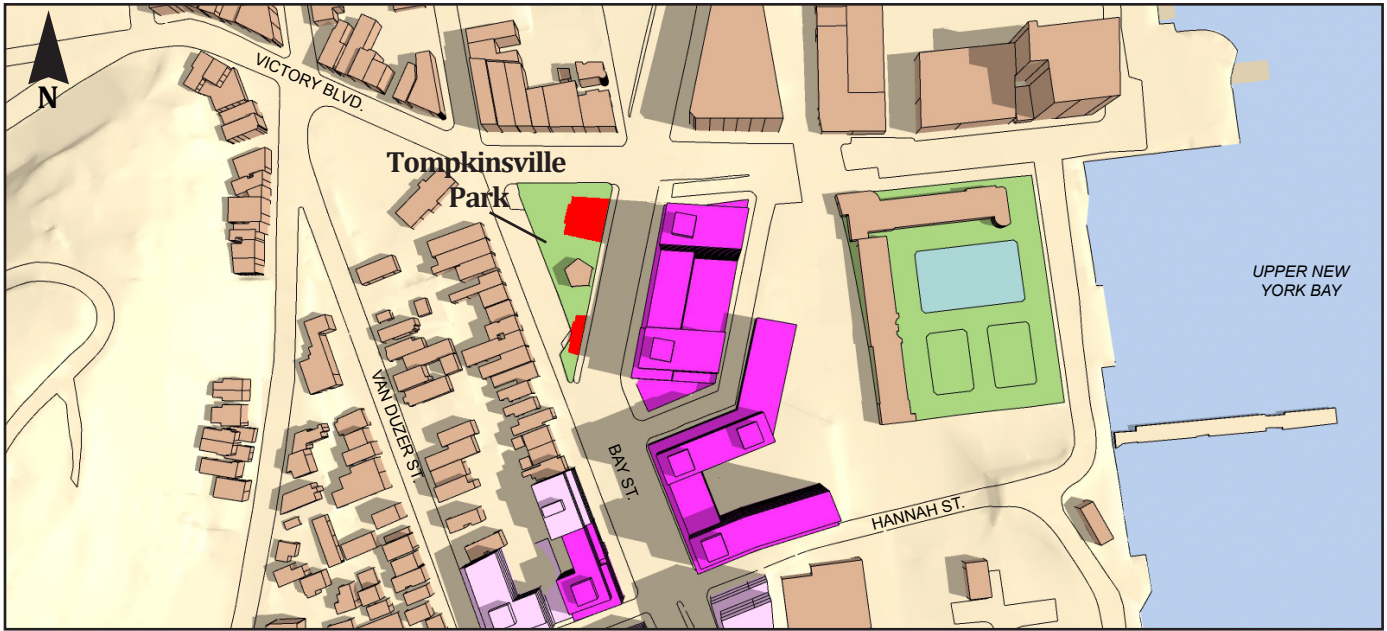 N
VICTORY BLVD.
Tompkinsville
Park
UPPER NEW
YORK BAY
VAN DUZER ST.
BAY ST.
HANNAH ST.